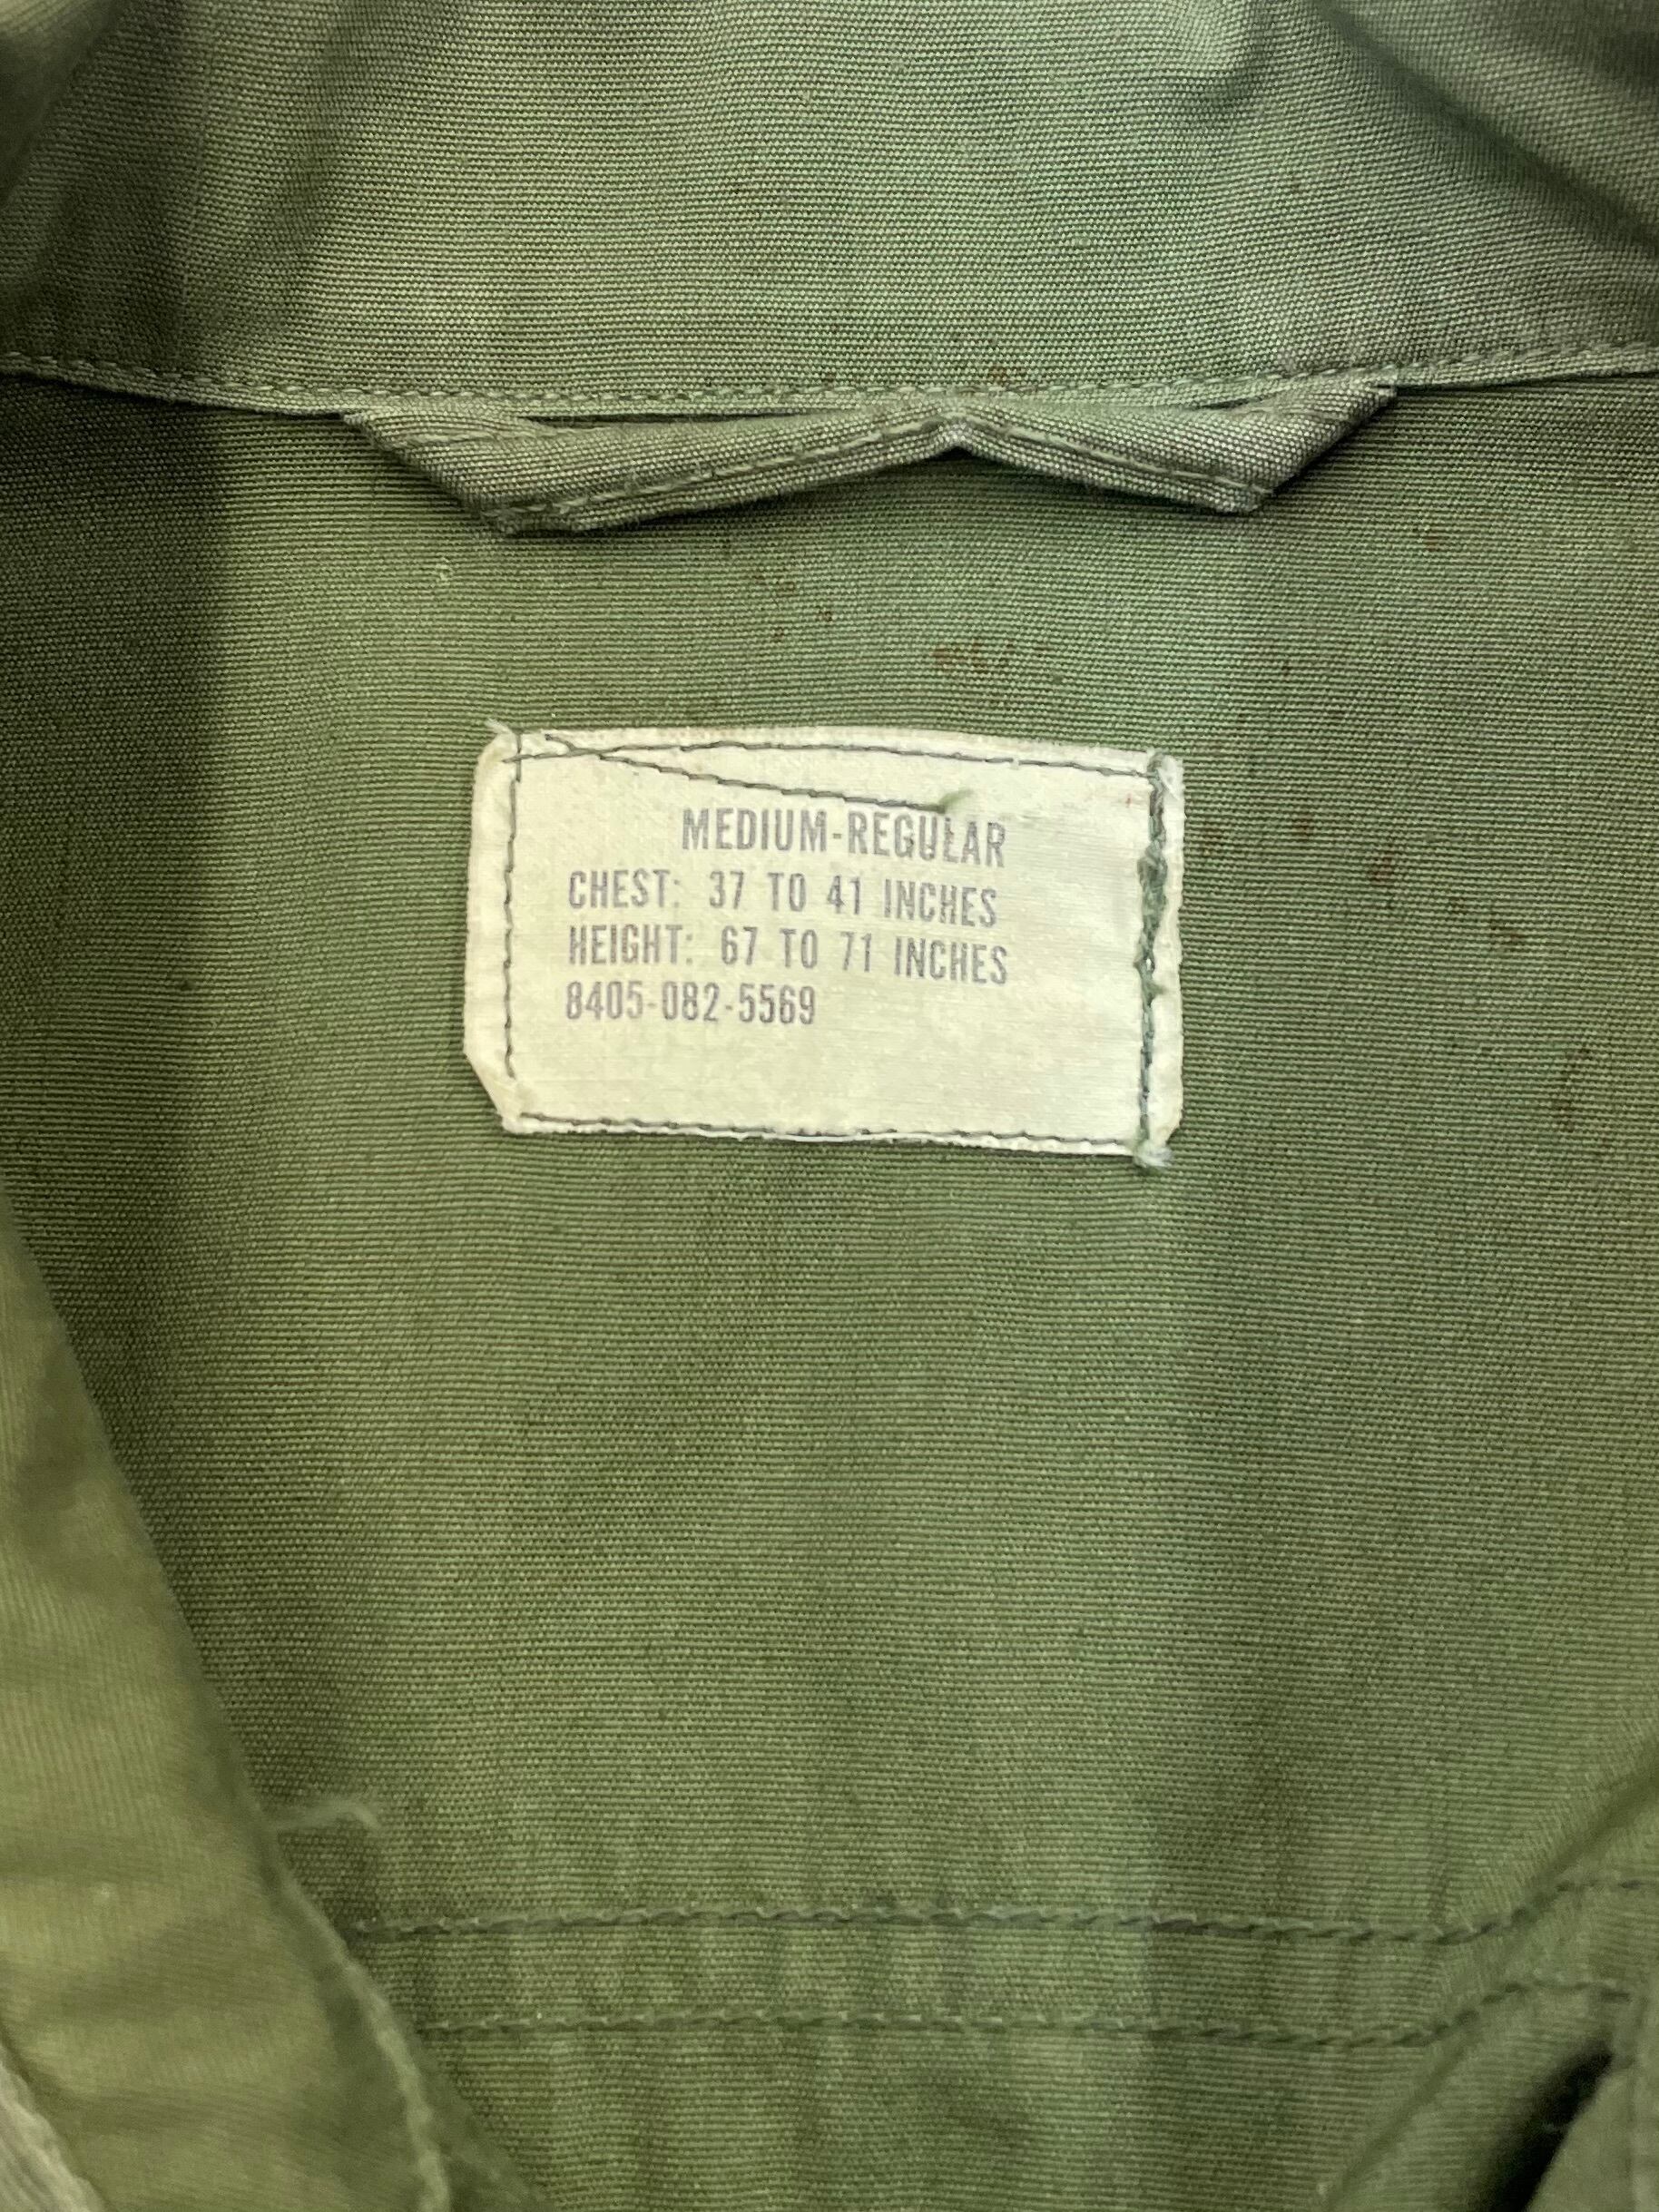 MEDIUM-REGULAR
CHEST: 37 TO 41 INCHES
HEIGHT: 67 TO 71 INCHES
8405-082-5569